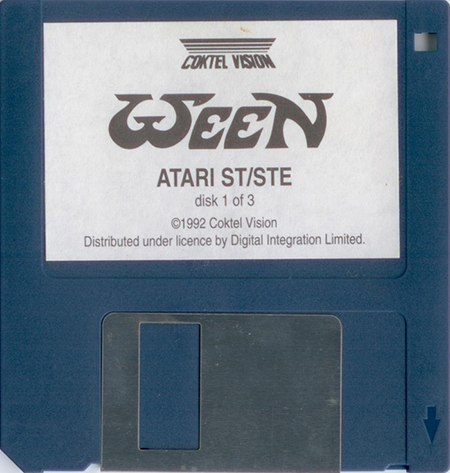 COKTEL VISION
WEEN
ATARI ST/STE
disk 1 of 3
©1992 Coktel Vision
Distributed under licence by Digital Integration Limited.